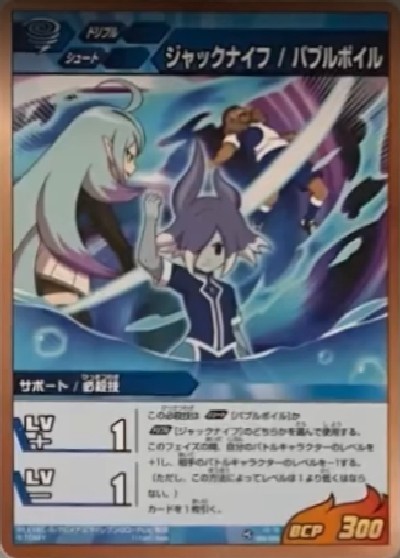 ドリブル
シュート
ジャックナイフ / バブルボイル
サポート / 必殺技
LV
+
1
この必殺技は [バブルボイル]か
[ジャックナイフ]のどちらかを選んで使用する。
このフェイズの間、自分のバトルキャラクターのレベルを
+1し、相手のバトルキャラクターのレベルを-1する。
(ただし、この方法によってレベルは1より低くはなら
ない。)
カードを1枚引く。
LV
-
1
BCP 300